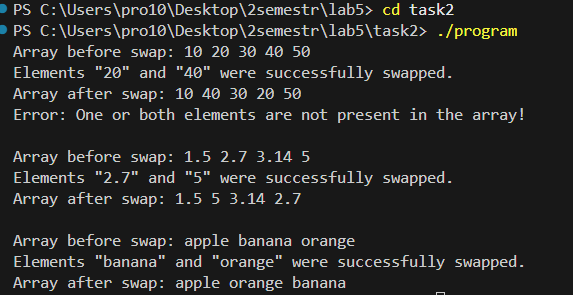 PS C:\Users\pro10\Desktop\2semestr\lab5> cd task2
PS C:\Users\pro10\Desktop\2semestr\lab5\task2> ./program
Array before swap: 10 20 30 40 50
Elements "20" and "40" were successfully swapped.
Array after swap: 10 40 30 20 50
Error: One or both elements are not present in the array!
Array before swap: 1.5 2.7 3.14 5
Elements "2.7" and "5" were successfully swapped.
Array after swap: 1.5 5 3.14 2.7
Array before swap: apple banana orange
Elements "banana" and "orange" were successfully swapped.
Array after swap: apple orange banana